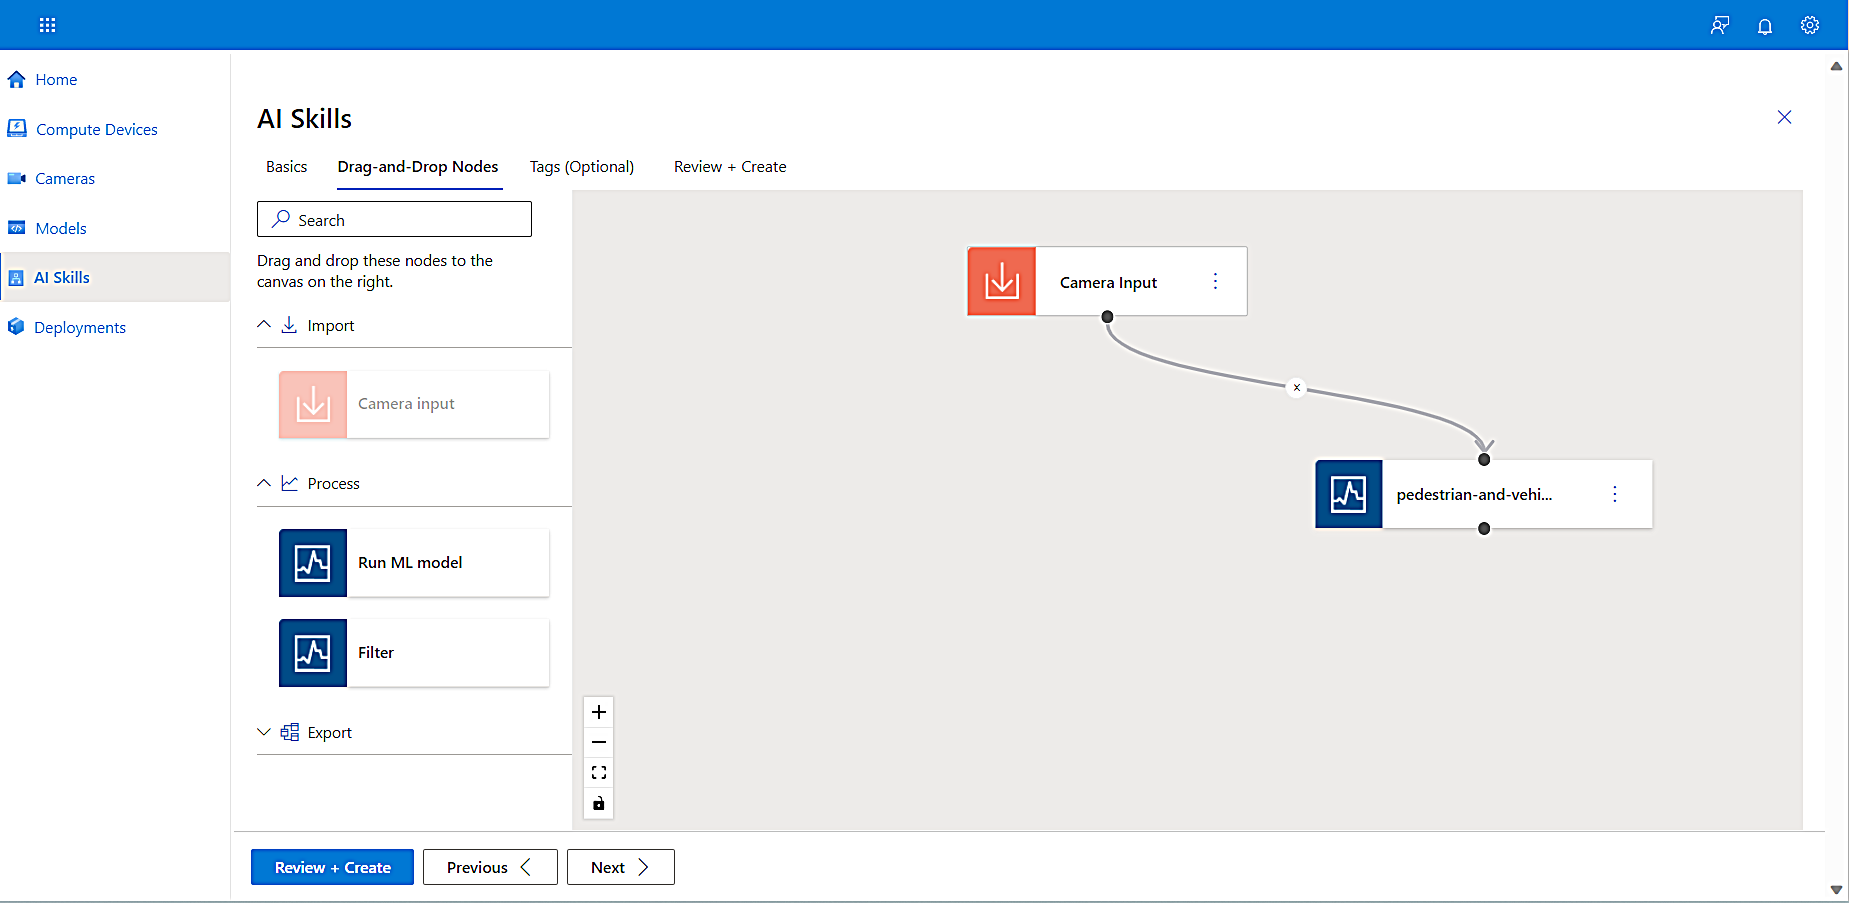 Home
Compute Devices
Cameras
Models
AI Skills
Deployments
AI Skills
Basics
Drag-and-Drop Nodes
Tags (Optional)
Review + Create
Search
Drag and drop these nodes to the
canvas on the right.
Import
Camera input
Process
Run ML model
Filter
Export
Camera Input
x
pedestrian-and-vehi...
Review + Create
Previous
Next